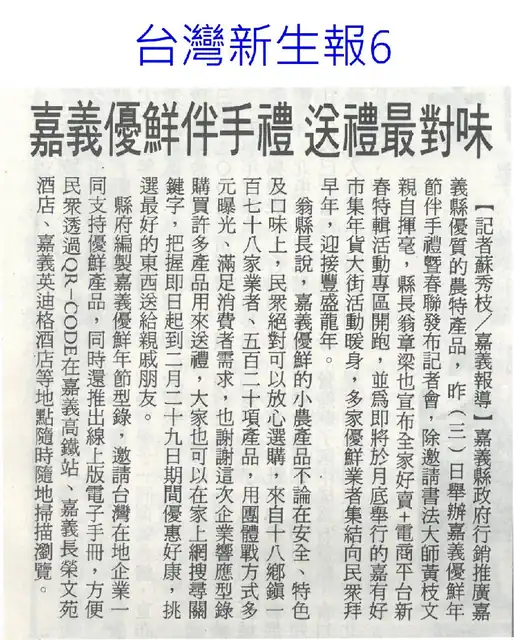 台灣新生報6
嘉義優鮮伴手禮 送禮最對味
【記者蘇秀枝／嘉義報導】嘉義縣政府行銷推廣嘉
義縣優質的農特產品，昨（三）日舉辦嘉義優鮮年
節伴手禮暨春聯發布記者會，除邀請書法大師黃枝文
親自揮毫，縣長翁章梁也宣布全家好賣+電商平台新
春特輯活動專區開跑，並為即將於月底舉行的嘉有好
市集年貨大街活動暖身，多家優鮮業者集結向民眾拜
早年，迎接豐盛龍年。
翁縣長說，嘉義優鮮的小農產品不論在安全、特色
及口味上，民眾絕對可以放心選購，來自十八鄉鎮一
百七十八家業者、五百二十項產品，用團體戰方式多
元曝光、滿足消費者需求，也謝謝這次企業響應型錄
購買許多產品用來送禮，大家也可以在家上網搜尋關
鍵字，把握即日起到二月二十九日期間優惠好康，挑
選最好的東西送給親戚朋友。
縣府編製嘉義優鮮年節型錄，邀請台灣在地企業一
同支持優鮮產品，同時還推出線上版電子手冊，方便
民眾透過QR-CODE在嘉義高鐵站、嘉義長榮文苑
酒店、嘉義英迪格酒店等地點隨時隨地掃描瀏覽。